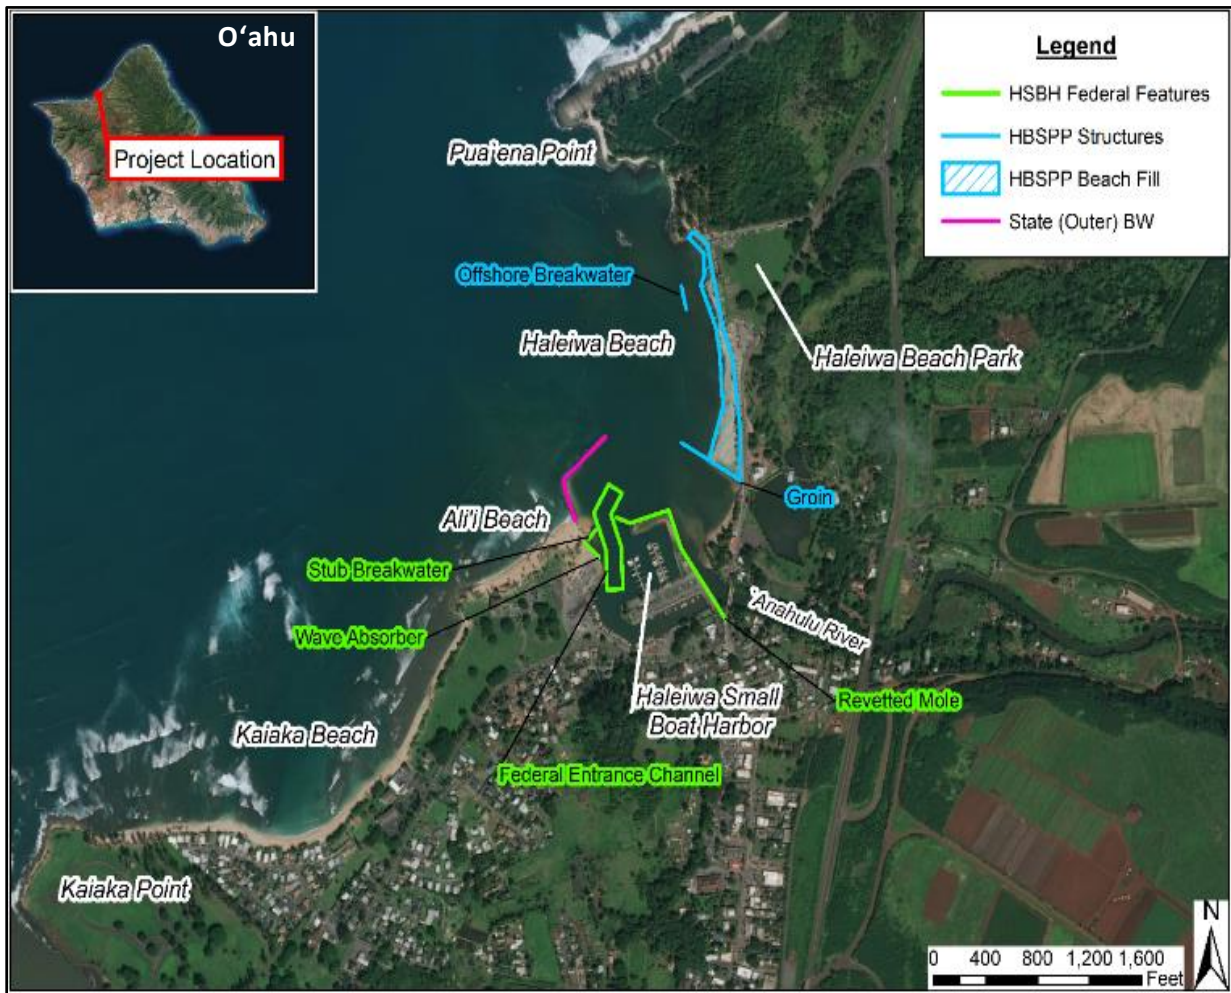 Oʻahu
Project Location
Legend
HSBH Federal Features
HBSPP Structures
HBSPP Beach Fill
State (Outer) BW
Pua'ena Point
Offshore Breakwater
Haleiwa Beach
Haleiwa Beach Park
Groin
Ali'i Beach
Stub Breakwater
Wave Absorber
'Anahulu River
Haleiwa Small
Boat Harbor
Revetted Mole
Kaiaka Beach
Federal Entrance Channel
Kaiaka Point
N
0 400 800 1,200 1,600
Feet